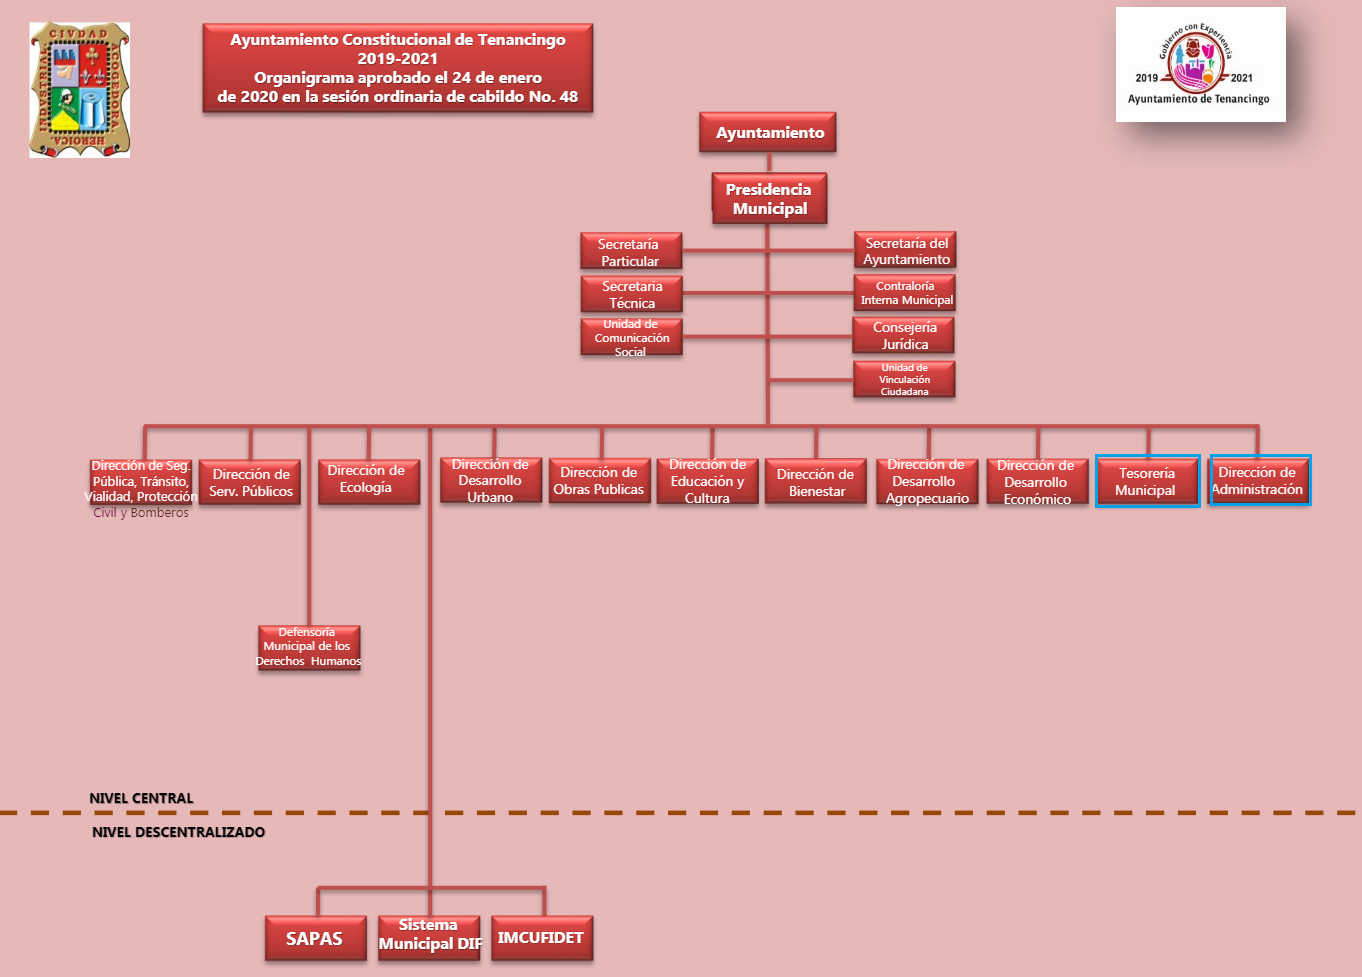 CIVDAD
ACOGEDORA.
HEROICA.
Ayuntamiento Constitucional de Tenancingo
2019-2021
Organigrama aprobado el 24 de enero
de 2020 en la sesión ordinaria de cabildo No. 48
Gobierno con Experiencia
2019
2021
Ayuntamiento de Tenancingo
Ayuntamiento
Presidencia
Municipal
Secretaría
Particular
Secretaría del
Ayuntamiento
Secretaria
Técnica
Contraloría
Interna Municipal
Unidad de
Comunicación
Social
Consejería
Jurídica
Unidad de
Vinculación
Ciudadana
Dirección de Seg.
Pública, Tránsito,
Vialidad, Protección
Civil y Bomberos
Dirección de
Serv. Públicos
Dirección de
Ecología
Dirección de
Desarrollo
Urbano
Dirección de
Obras Publicas
Dirección de
Educación y
Cultura
Dirección de
Bienestar
Dirección de
Desarrollo
Agropecuario
Dirección de
Desarrollo
Económico
Tesorería
Municipal
Dirección de
Administración
Defensoría
Municipal de los
Derechos Humanos
NIVEL CENTRAL
NIVEL DESCENTRALIZADO
SAPAS
Sistema
Municipal DIF
IMCUFIDET